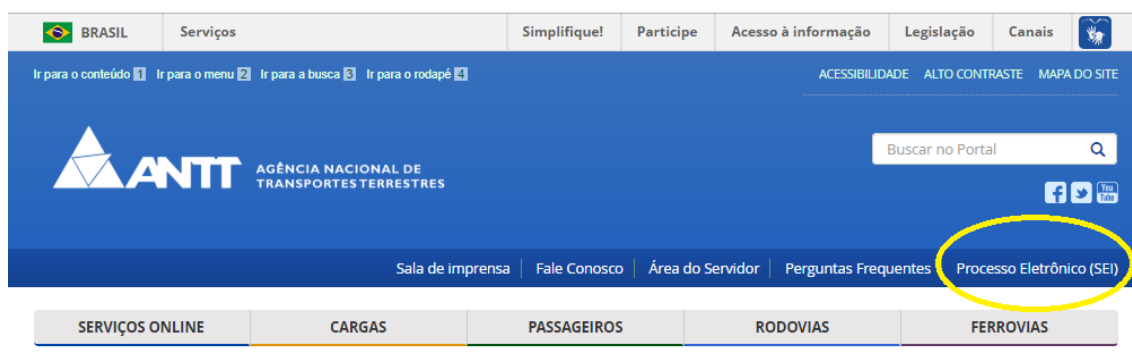 BRASIL Serviços Simplifique! Participe Acesso à informação Legislação Canais
Ir para o conteúdo 1 Ir para o menu 2 Ir para a busca 3 Ir para o rodapé 4 ACESSIBILIDADE ALTO CONTRASTE MAPA DO SITE
Buscar no Portal
ANTT AGÊNCIA NACIONAL DE
TRANSPORTES TERRESTRES
You Tube
Sala de imprensa Fale Conosco Área do Servidor Perguntas Frequentes Processo Eletrônico (SEI)
SERVIÇOS ONLINE CARGAS PASSAGEIROS RODOVIAS FERROVIAS